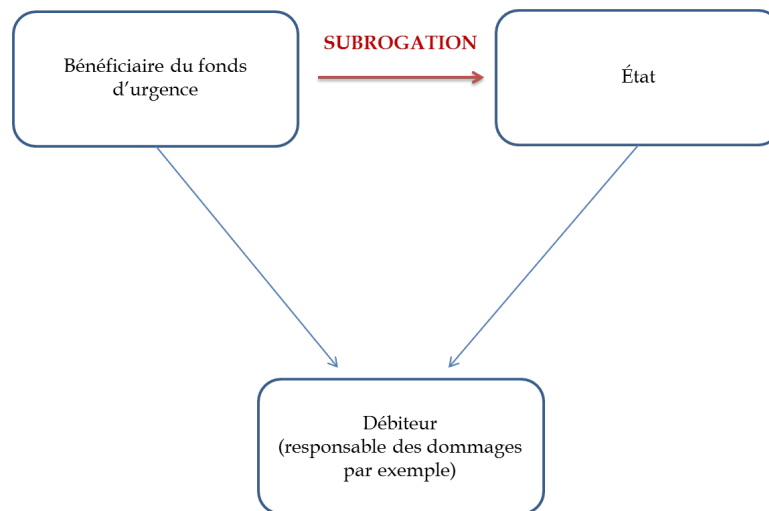 SUBROGATION
Bénéficiaire du fonds
d’urgence
État
Débiteur
(responsable des dommages
par exemple)